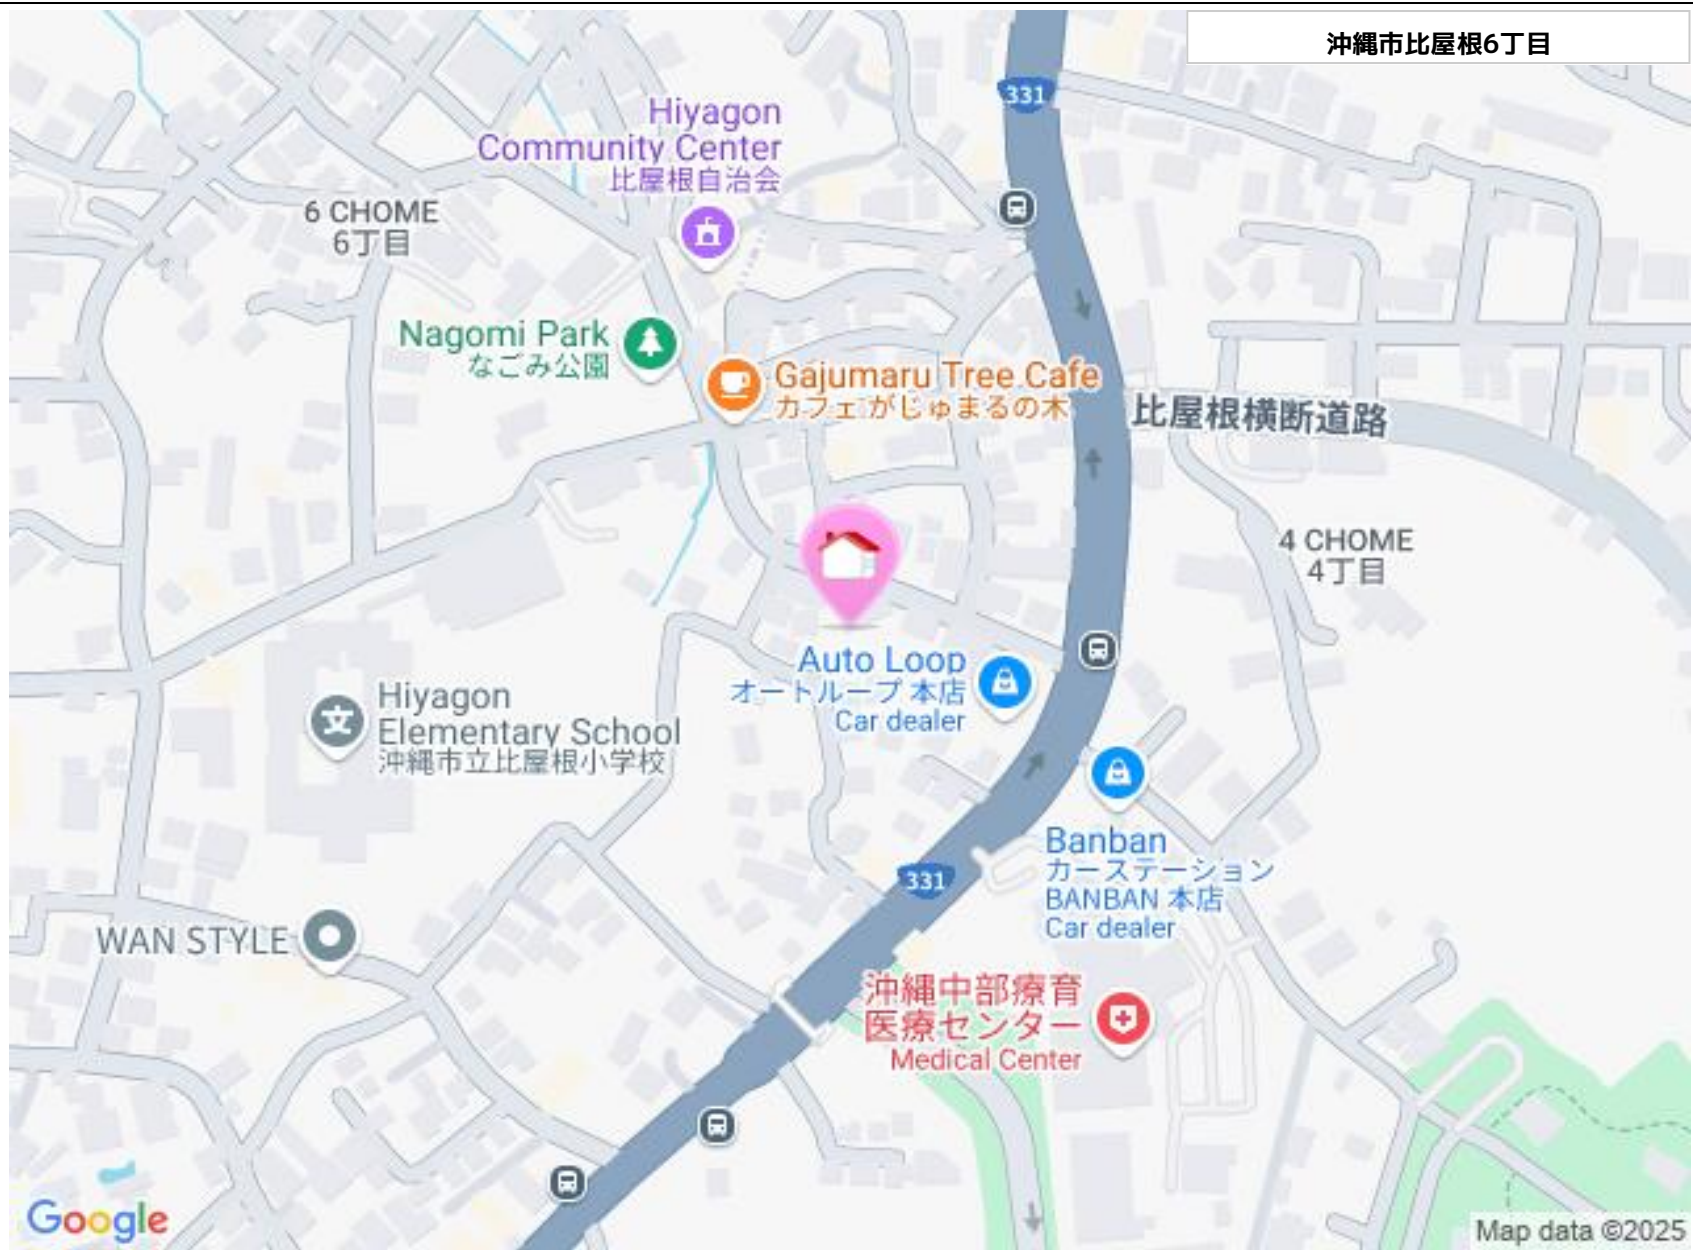 沖縄市比屋根6丁目
331
Hiyagon
Community Center
比屋根自治会
6 CHOME
6丁目
Nagomi Park
なごみ公園
Gajumaru Tree Cafe
カフェ がじゅまるの木
比屋根横断道路
4 CHOME
4丁目
Auto Loop
オートループ 本店
Car dealer
Hiyagon
Elementary School
沖縄市立比屋根小学校
文
Banban
カーステーション
BANBAN 本店
Car dealer
331
WAN STYLE
沖縄中部療育
医療センター
Medical Center
Google
Map data ©2025